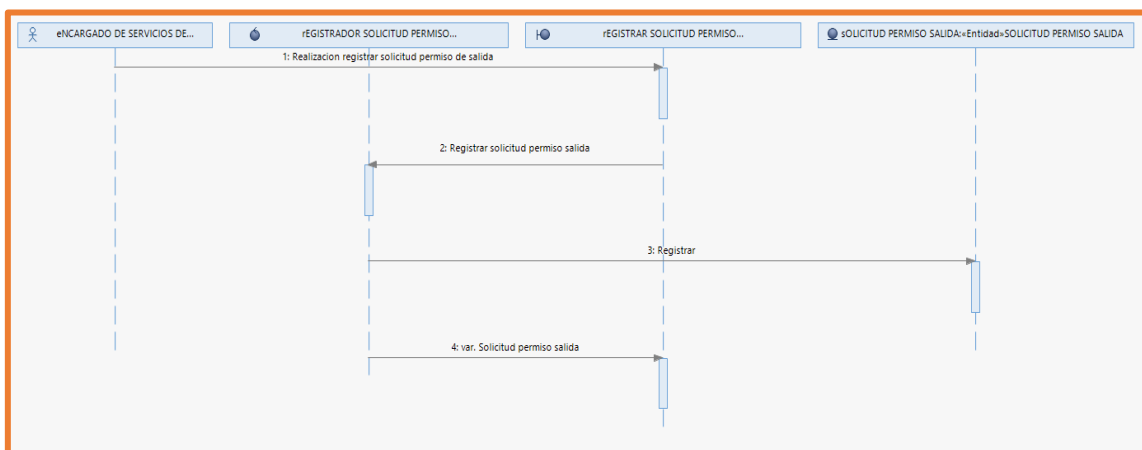 eNCARGADO DE SERVICIOS DE...
rEGISTRADOR SOLICITUD PERMISO...
rEGISTRAR SOLICITUD PERMISO...
sOLICITUD PERMISO SALIDA:«Entidad»SOLICITUD PERMISO SALIDA
1: Realizacion registrar solicitud permiso de salida
2: Registrar solicitud permiso salida
3: Registrar
4: var. Solicitud permiso salida